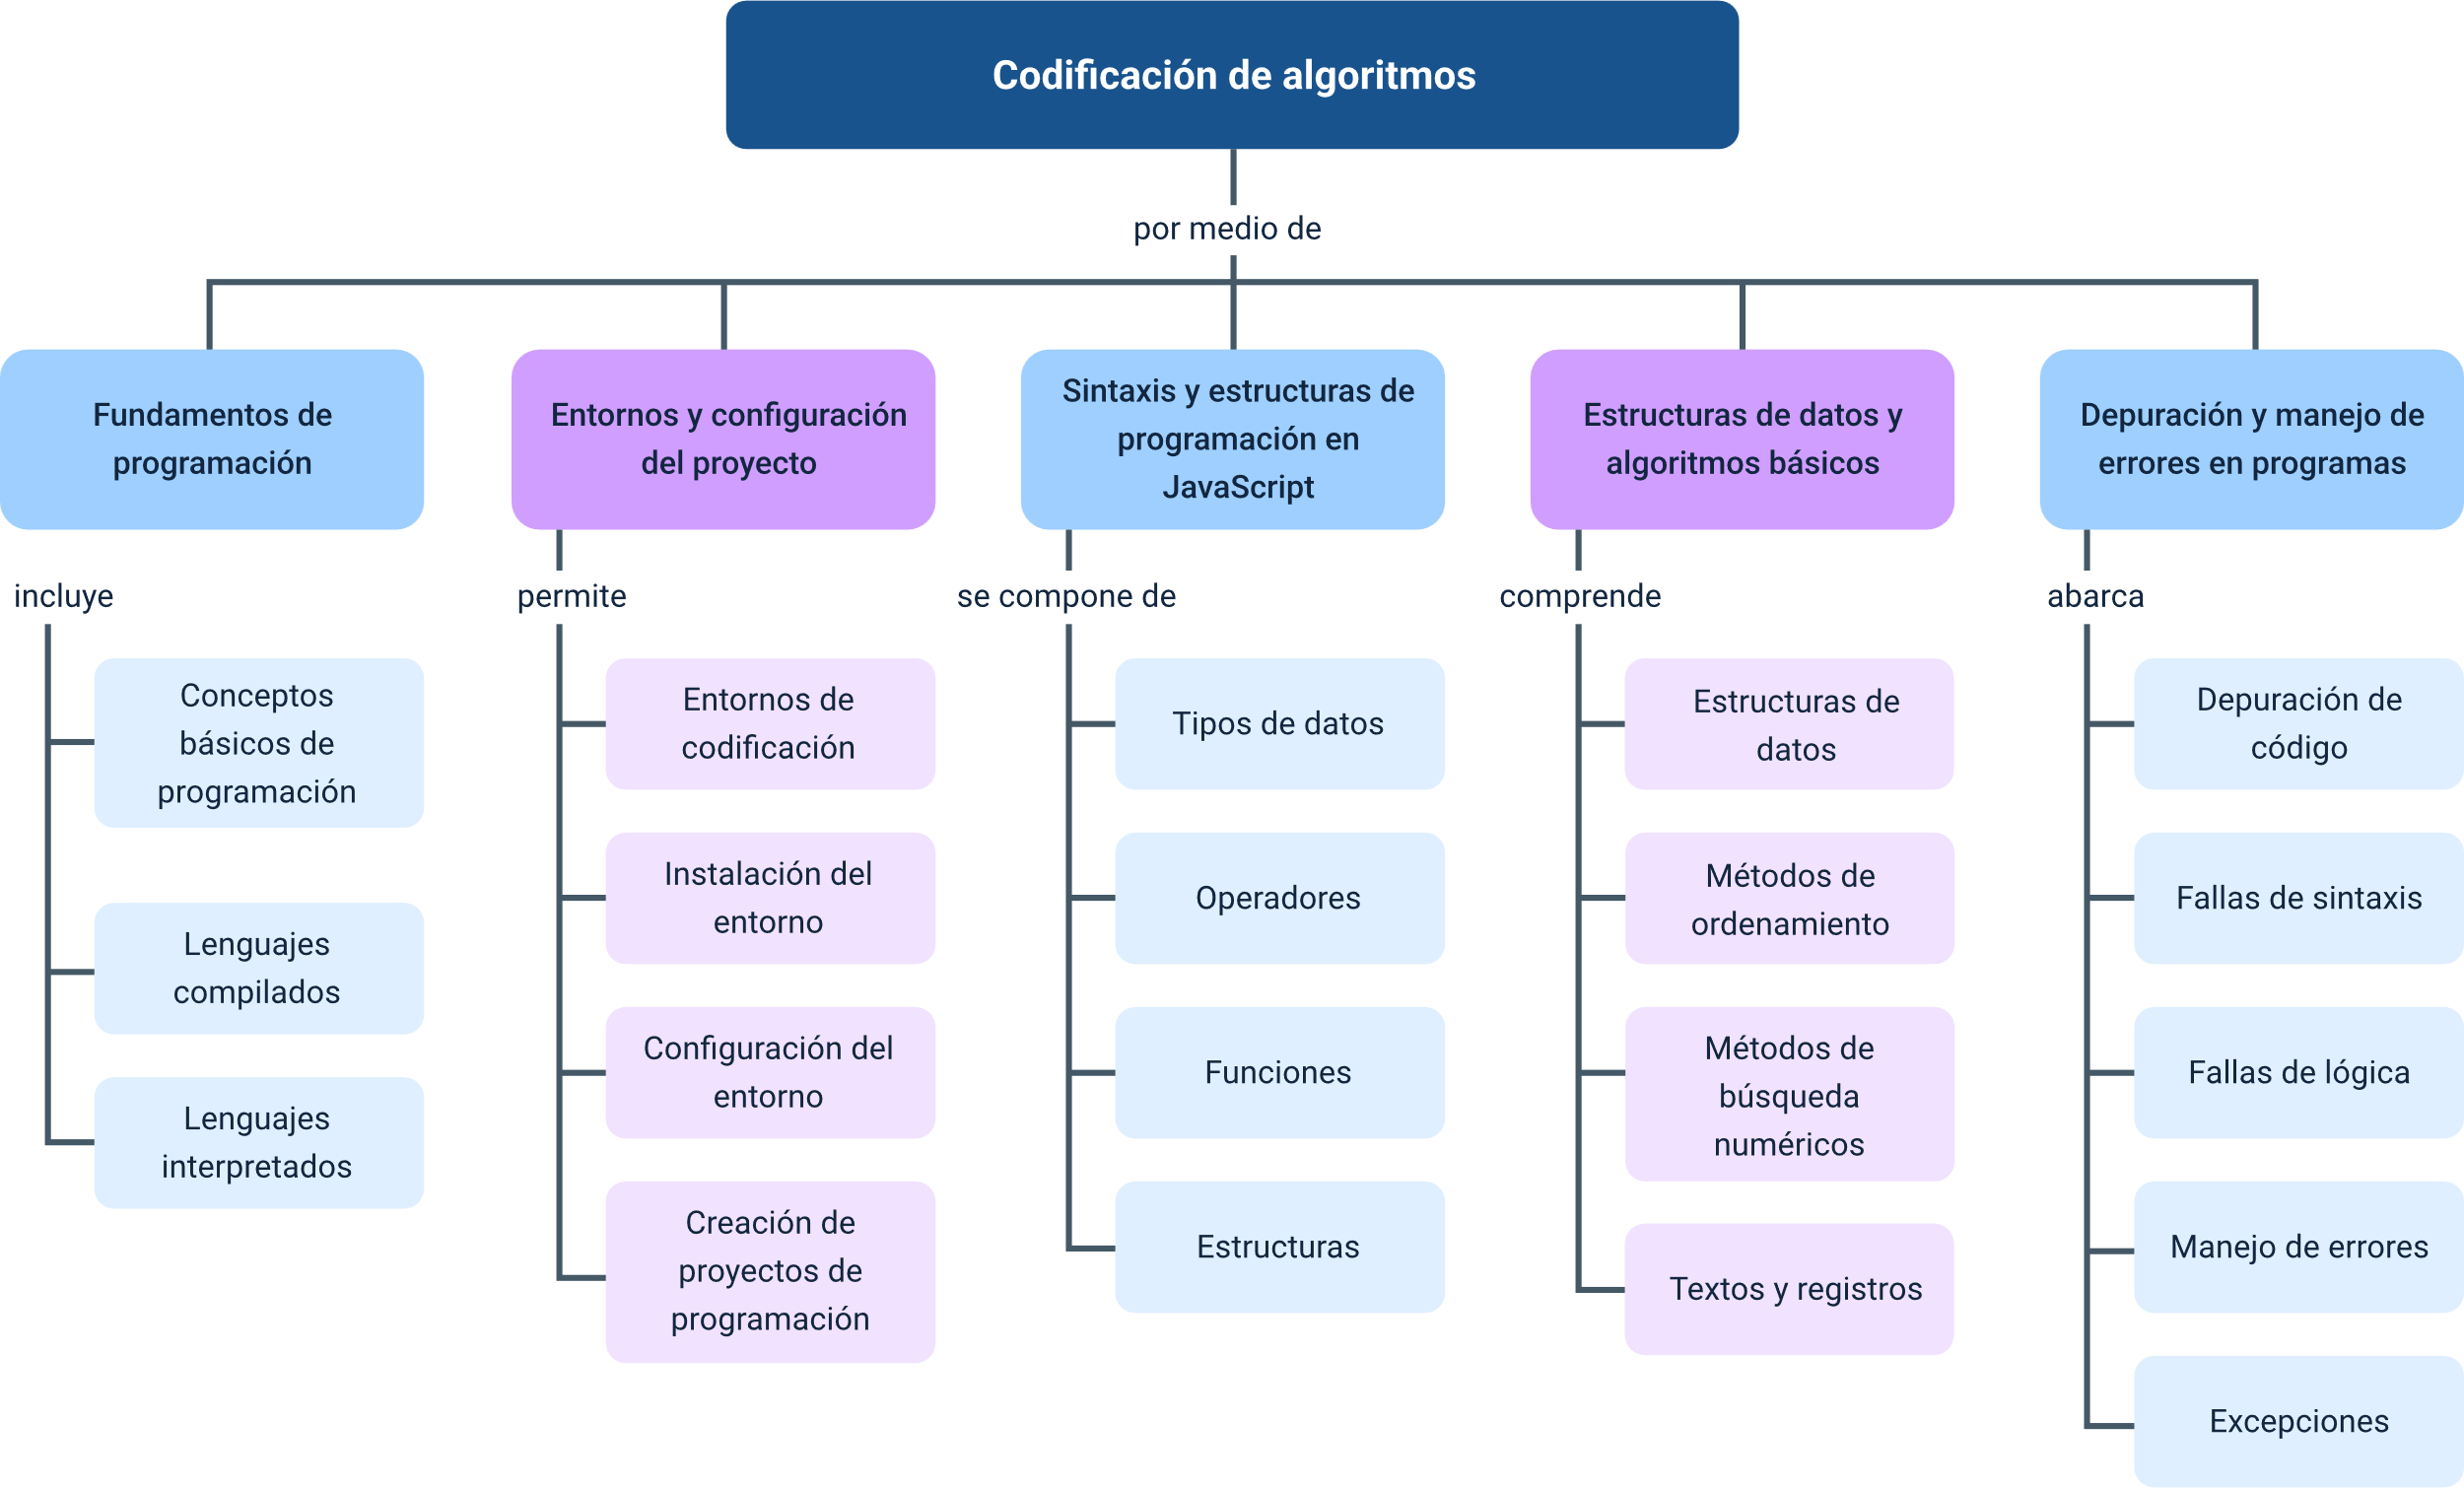 Codificación de algoritmos
por medio de
Fundamentos de
programación
incluye
Conceptos
básicos de
programación
Lenguajes
compilados
Lenguajes
interpretados
Entornos y configuración
del proyecto
permite
Entornos de
codificación
Instalación del
entorno
Configuración del
entorno
Creación de
proyectos de
programación
Sintaxis y estructuras de
programación en
JavaScript
se compone de
Tipos de datos
Operadores
Funciones
Estructuras
Estructuras de datos y
algoritmos básicos
comprende
Estructuras de
datos
Métodos de
ordenamiento
Métodos de
búsqueda
numéricos
Textos y registros
Depuración y manejo de
errores en programas
abarca
Depuración de
código
Fallas de sintaxis
Fallas de lógica
Manejo de errores
Excepciones